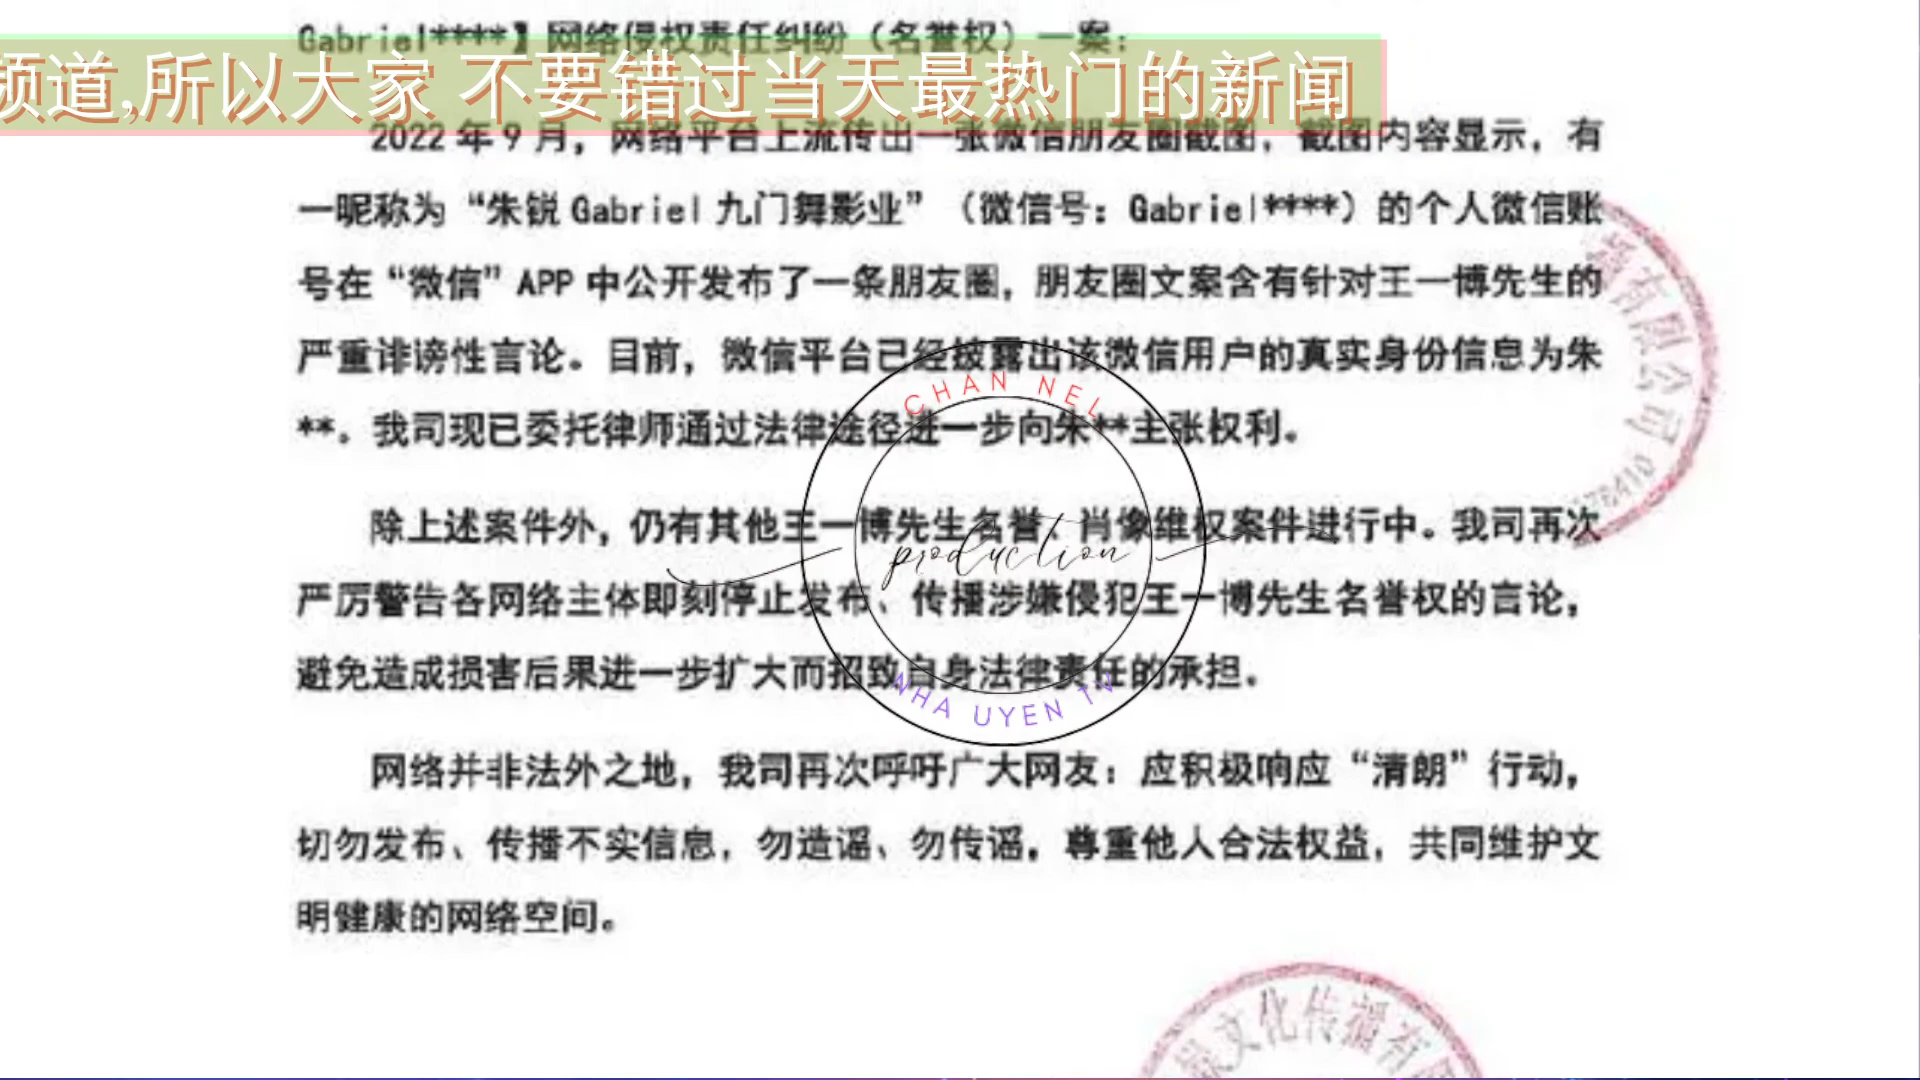 Gabriel****】网络侵权责任纠纷（名誉权）一案：
频道,所以大家 不要错过当天最热门的新闻
2022 年 9 月，网络平台上流传出一张微信朋友圈截图，截图内容显示，有
一昵称为“朱锐 Gabriel 九门舞影业”（微信号：Gabriel****）的个人微信账
号在“微信”APP 中公开发布了一条朋友圈，朋友圈文案含有针对王一博先生的
严重诽谤性言论。目前，微信平台已经披露出该微信用户的真实身份信息为朱
**。我司现已委托律师通过法律途径进一步向朱**主张权利。
除上述案件外，仍有其他王一博先生名誉、肖像维权案件进行中。我司再次
严厉警告各网络主体即刻停止发布、传播涉嫌侵犯王一博先生名誉权的言论，
避免造成损害后果进一步扩大而招致自身法律责任的承担。
网络并非法外之地，我司再次呼吁广大网友：应积极响应“清朗”行动，
切勿发布、传播不实信息，勿造谣、勿传谣，尊重他人合法权益，共同维护文
明健康的网络空间。
CHAN NEL
production
NHA UYEN TV
有限公司
文化传播有